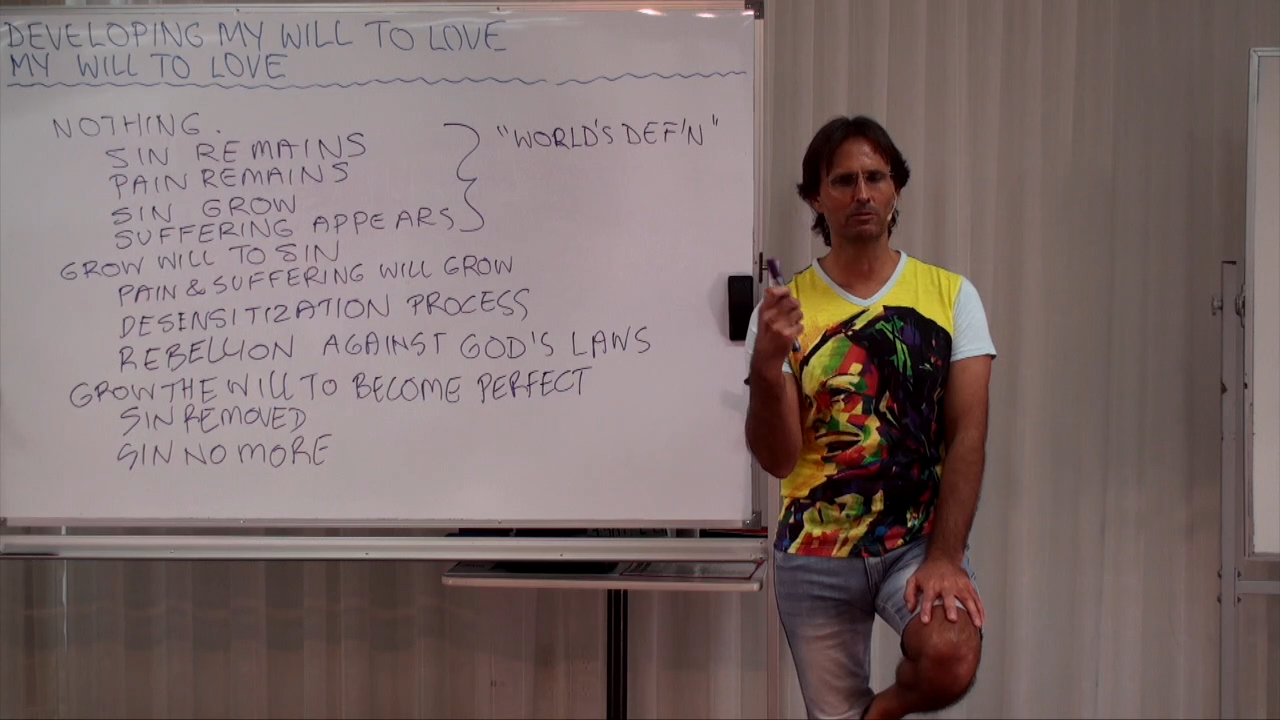 DEVELOPING MY WILL TO LOVE
MY WILL TO LOVE
NOTHING.
SIN REMAINS
PAIN REMAINS
SIN GROW
SUFFERING APPEARS
"WORLD'S DEF'N"
GROW WILL TO SIN
PAIN & SUFFERING WILL GROW
DESENSITIZATION PROCESS
REBELLION AGAINST GOD'S LAWS
GROW THE WILL TO BECOME PERFECT
SIN REMOVED
SIN NO MORE